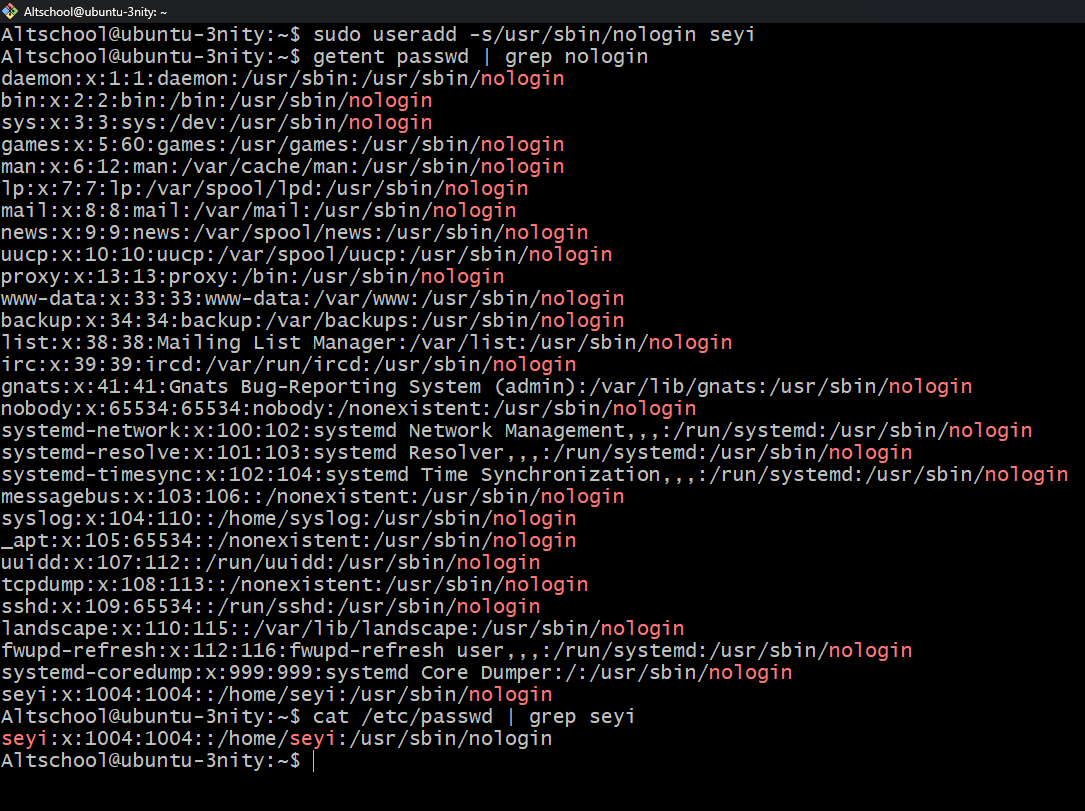 Altschool@ubuntu-3nity: ~
Altschool@ubuntu-3nity:~$ sudo useradd -s/usr/sbin/nologin seyi
Altschool@ubuntu-3nity:~$ getent passwd | grep nologin
daemon:x:1:1:daemon:/usr/sbin:/usr/sbin/nologin
bin:x:2:2:bin:/bin:/usr/sbin/nologin
sys:x:3:3:sys:/dev:/usr/sbin/nologin
games:x:5:60:games:/usr/games:/usr/sbin/nologin
man:x:6:12:man:/var/cache/man:/usr/sbin/nologin
lp:x:7:7:lp:/var/spool/lpd:/usr/sbin/nologin
mail:x:8:8:mail:/var/mail:/usr/sbin/nologin
news:x:9:9:news:/var/spool/news:/usr/sbin/nologin
uucp:x:10:10:uucp:/var/spool/uucp:/usr/sbin/nologin
proxy:x:13:13:proxy:/bin:/usr/sbin/nologin
www-data:x:33:33:www-data:/var/www:/usr/sbin/nologin
backup:x:34:34:backup:/var/backups:/usr/sbin/nologin
list:x:38:38:Mailing List Manager:/var/list:/usr/sbin/nologin
irc:x:39:39:ircd:/var/run/ircd:/usr/sbin/nologin
gnats:x:41:41:Gnats Bug-Reporting System (admin):/var/lib/gnats:/usr/sbin/nologin
nobody:x:65534:65534:nobody:/nonexistent:/usr/sbin/nologin
systemd-network:x:100:102:systemd Network Management,,,:/run/systemd:/usr/sbin/nologin
systemd-resolve:x:101:103:systemd Resolver,,,:/run/systemd:/usr/sbin/nologin
systemd-timesync:x:102:104:systemd Time Synchronization,,,:/run/systemd:/usr/sbin/nologin
messagebus:x:103:106::/nonexistent:/usr/sbin/nologin
syslog:x:104:110::/home/syslog:/usr/sbin/nologin
_apt:x:105:65534::/nonexistent:/usr/sbin/nologin
uuidd:x:107:112::/run/uuidd:/usr/sbin/nologin
tcpdump:x:108:113::/nonexistent:/usr/sbin/nologin
sshd:x:109:65534::/run/sshd:/usr/sbin/nologin
landscape:x:110:115::/var/lib/landscape:/usr/sbin/nologin
fwupd-refresh:x:112:116:fwupd-refresh user,,,:/run/systemd:/usr/sbin/nologin
systemd-coredump:x:999:999:systemd Core Dumper:/:/usr/sbin/nologin
seyi:x:1004:1004::/home/seyi:/usr/sbin/nologin
Altschool@ubuntu-3nity:~$ cat /etc/passwd | grep seyi
seyi:x:1004:1004::/home/seyi:/usr/sbin/nologin
Altschool@ubuntu-3nity:~$